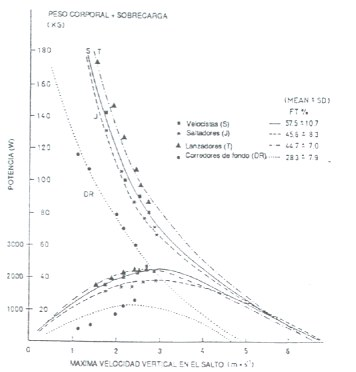 PESO CORPORAL + SOBRECARGA
(KS)
180
160
140
120
100
80
60
40
20
3000
2000
1000
POTENCIA (W)
S T
J
DR
(MEAN ± SD)
FT %
Velocistas (S) 57.5 ± 10.7
Saltadores (J) 45.6 ± 8.3
Lanzadores (T) 44.7 ± 7.0
Corredores de fondo (DR) 28.3 ± 7.9
0 1 2 3 4 5 6
MAXIMA VELOCIDAD VERTICAL EN EL SALTO (m • s